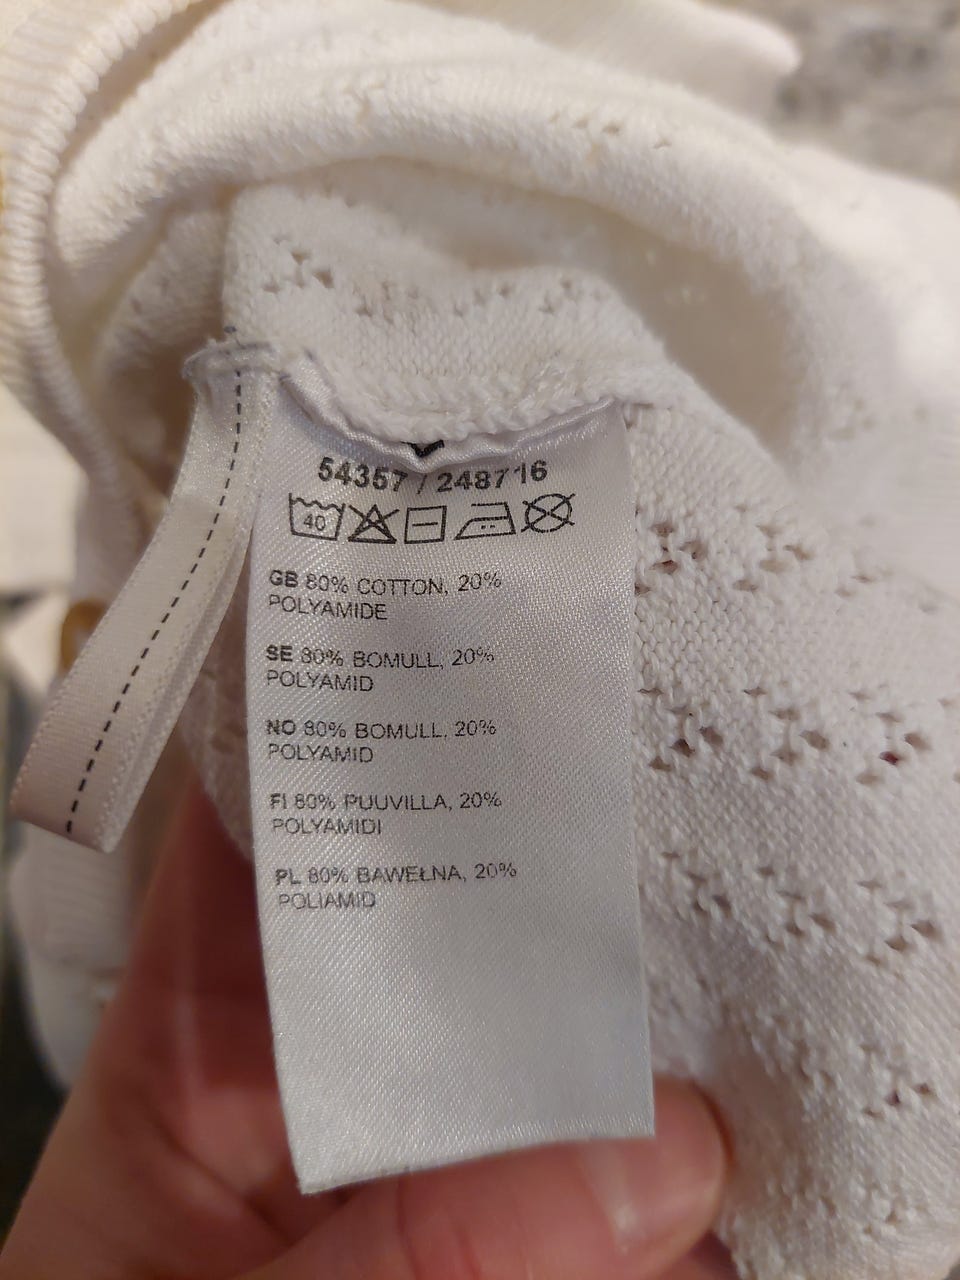 54357 / 248716
40
GB 80% COTTON, 20%
POLYAMIDE
SE 80% BOMULL, 20%
POLYAMID
NO 80% BOMULL, 20%
POLYAMID
FI 80% PUUVILLA, 20%
POLYAMIDI
PL 80% BAWEŁNA, 20%
POLIAMID